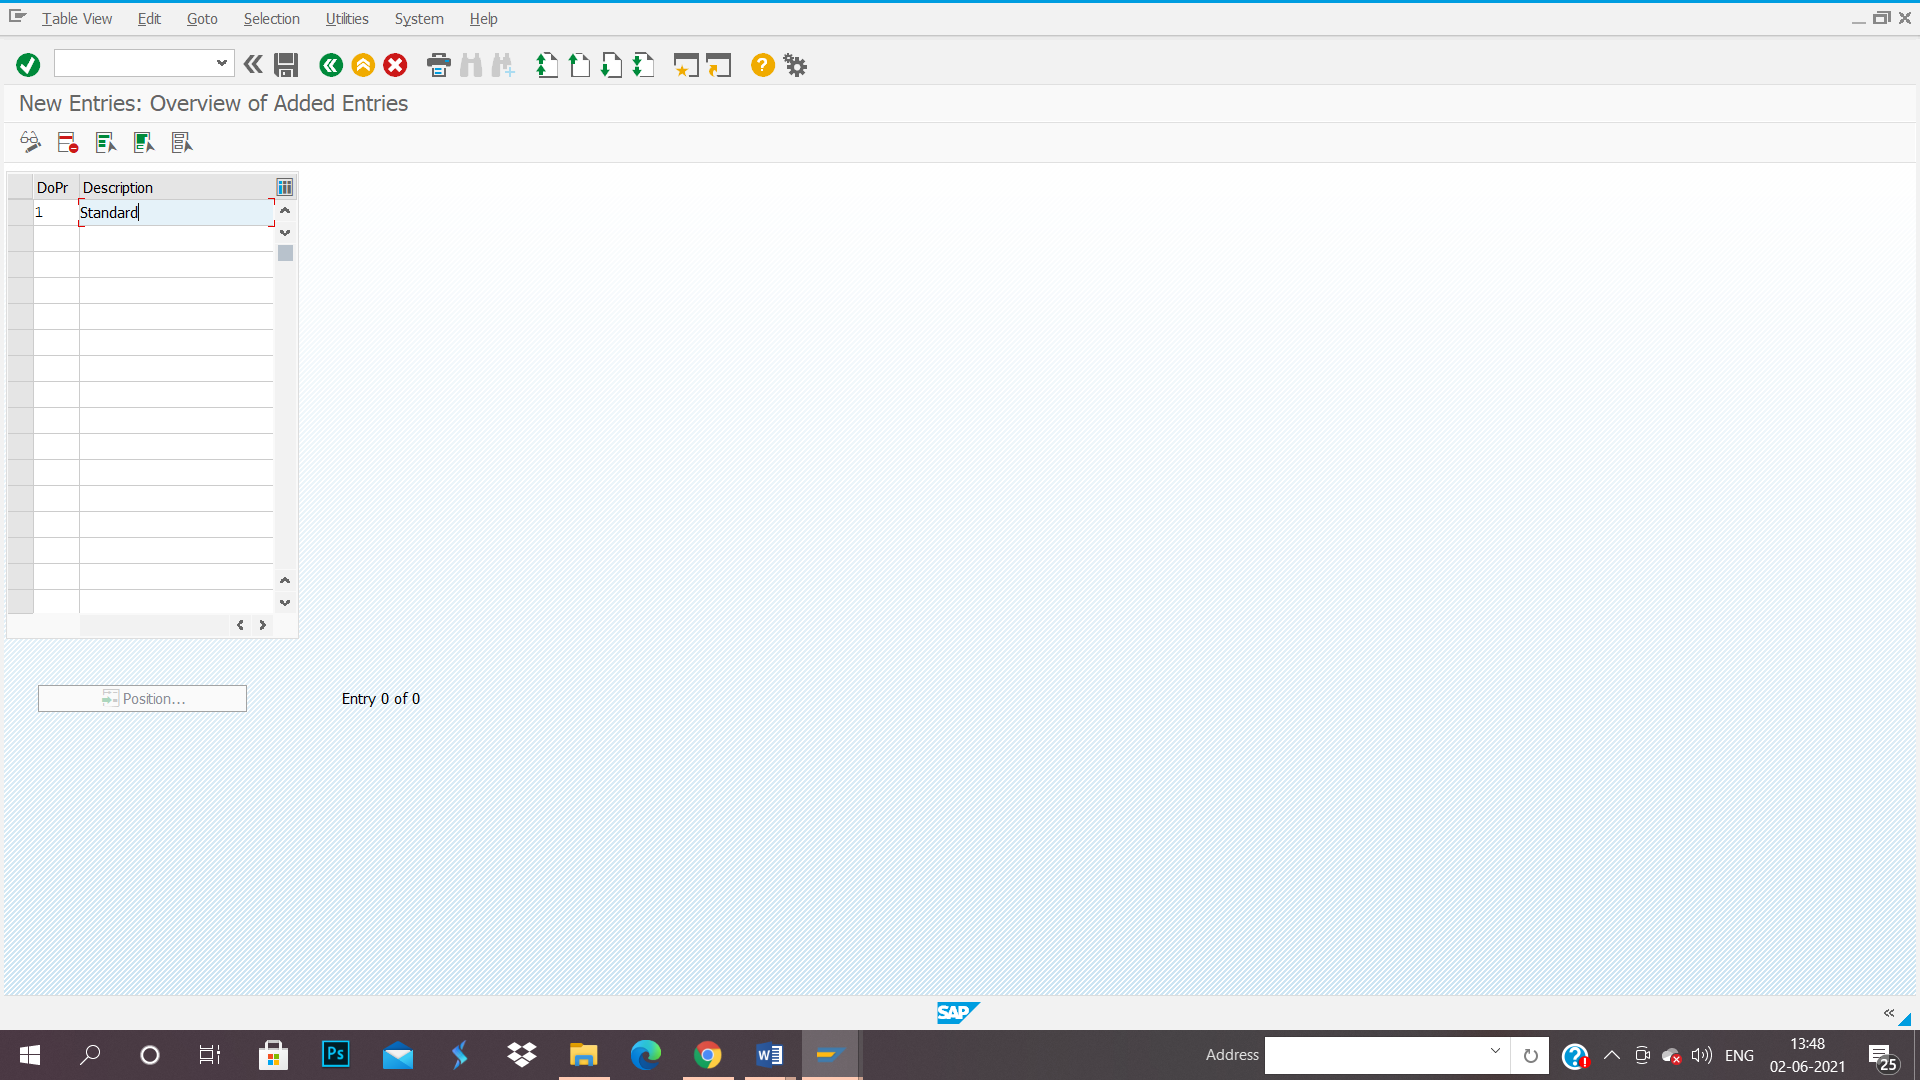 Table View Edit Goto Selection Utilities System Help
New Entries: Overview of Added Entries
DoPr Description
1 Standard
Position...
Entry 0 of 0
SAP
Ps
Address
ENG
13:48
02-06-2021
25